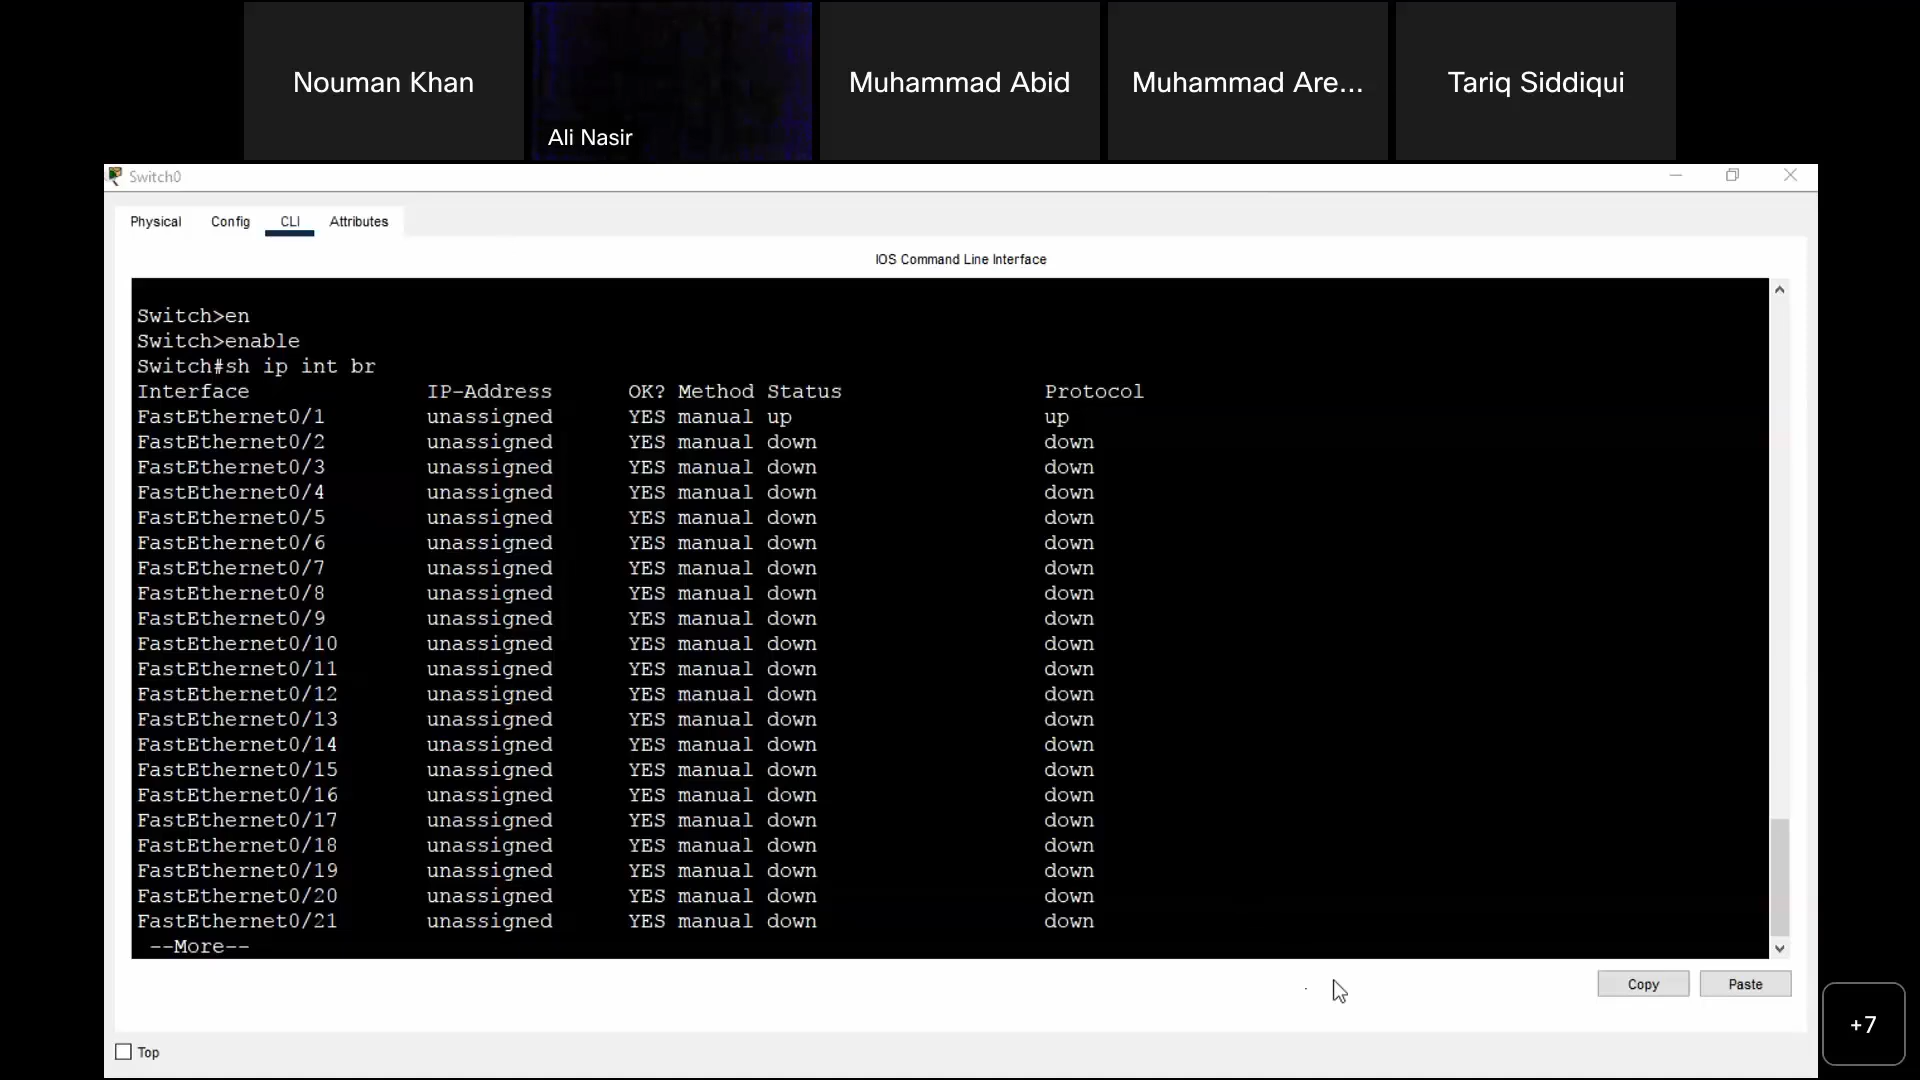 Nouman Khan
Ali Nasir
Muhammad Abid
Muhammad Are...
Tariq Siddiqui
Switch0
Physical Config CLI Attributes
IOS Command Line Interface
Switch>en
Switch>enable
Switch#sh ip int br
Interface IP-Address OK? Method Status Protocol
FastEthernet0/1 unassigned YES manual up up
FastEthernet0/2 unassigned YES manual down down
FastEthernet0/3 unassigned YES manual down down
FastEthernet0/4 unassigned YES manual down down
FastEthernet0/5 unassigned YES manual down down
FastEthernet0/6 unassigned YES manual down down
FastEthernet0/7 unassigned YES manual down down
FastEthernet0/8 unassigned YES manual down down
FastEthernet0/9 unassigned YES manual down down
FastEthernet0/10 unassigned YES manual down down
FastEthernet0/11 unassigned YES manual down down
FastEthernet0/12 unassigned YES manual down down
FastEthernet0/13 unassigned YES manual down down
FastEthernet0/14 unassigned YES manual down down
FastEthernet0/15 unassigned YES manual down down
FastEthernet0/16 unassigned YES manual down down
FastEthernet0/17 unassigned YES manual down down
FastEthernet0/18 unassigned YES manual down down
FastEthernet0/19 unassigned YES manual down down
FastEthernet0/20 unassigned YES manual down down
FastEthernet0/21 unassigned YES manual down down
--More--
Copy Paste
+7
Top